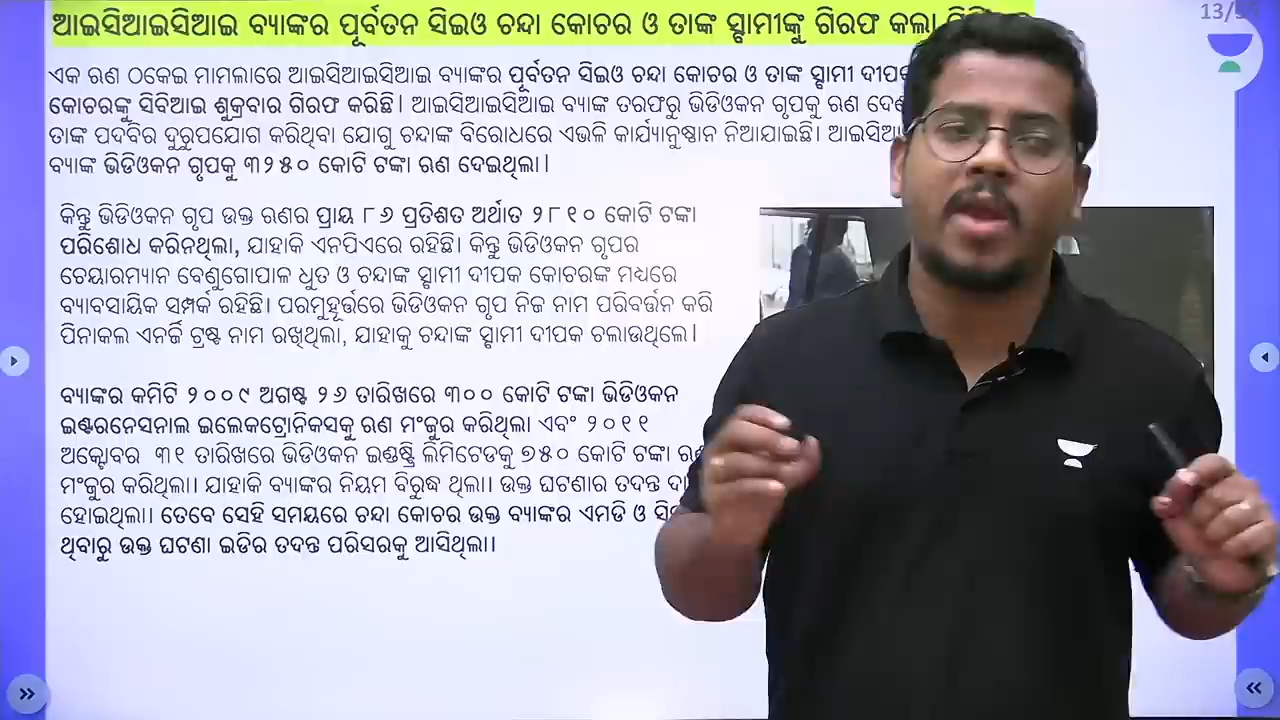 ଆଇସିଆଇସିଆଇ ବ୍ୟାଙ୍କର ପୂର୍ବତନ ସିଇଓ ଚନ୍ଦା କୋଚର ଓ ତାଙ୍କ ସ୍ବାମୀଙ୍କୁ ଗିରଫ କଲା
13/
ଏକ ଋଣ ଠକେଇ ମାମଲାରେ ଆଇସିଆଇସିଆଇ ବ୍ୟାଙ୍କର ପୂର୍ବତନ ସିଇଓ ଚନ୍ଦା କୋଚର ଓ ତାଙ୍କ ସ୍ବାମୀ ଦୀପକ
କୋଚରଙ୍କୁ ସିବିଆଇ ଶୁକ୍ରବାର ଗିରଫ କରିଛି। ଆଇସିଆଇସିଆଇ ବ୍ୟାଙ୍କ ତରଫରୁ ଭିଡିଓକନ ଗୃପକୁ ଋଣ
ତାଙ୍କ ପଦବିର ଦୁରୁପଯୋଗ କରିଥିବା ଯୋଗୁ ଚନ୍ଦାଙ୍କ ବିରୋଧରେ ଏଭଳି କାର୍ଯ୍ୟାନୁଷ୍ଠାନ ନିଆଯାଇଛି।
ବ୍ୟାଙ୍କ ଭିଡିଓକନ ଗୃପକୁ ୩୨୫୦ କୋଟି ଟଙ୍କା ଋଣ ଦେଇଥିଲା।
କିନ୍ତୁ ଭିଡିଓକନ ଗୃପ ଉକ୍ତ ଋଣର ପ୍ରାୟ ୮୬ ପ୍ରତିଶତ ଅର୍ଥାତ ୨୮୧୦ କୋଟି ଟଙ୍କା
ପରିଶୋଧ କରିନଥିଲା, ଯାହାକି ଏନପିଏରେ ରହିଛି। କିନ୍ତୁ ଭିଡିଓକନ ଗୃପର
ଚେୟାରମ୍ୟାନ ବେଣୁଗୋପାଳ ଧୁତ ଓ ଚନ୍ଦାଙ୍କ ସ୍ବାମୀ ଦୀପକ କୋଚରଙ୍କ ମଧ୍ୟରେ
ବ୍ୟାବସାୟିକ ସମ୍ପର୍କ ରହିଛି। ପରମୁହୂର୍ତ୍ତରେ ଭିଡିଓକନ ଗୃପ ନିଜ ନାମ ପରିବର୍ତ୍ତନ କରି
ପିନାକଲ ଏନର୍ଜି ଟ୍ରଷ୍ଟ ନାମ ରଖିଥିଲା, ଯାହାକୁ ଚନ୍ଦାଙ୍କ ସ୍ବାମୀ ଦୀପକ ଚଳାଉଥିଲେ।
ବ୍ୟାଙ୍କର କମିଟି ୨୦୦୯ ଅଗଷ୍ଟ ୨୬ ତାରିଖରେ ୩୦୦ କୋଟି ଟଙ୍କା ଭିଡିଓକନ
ଇଣ୍ଟରନେସନାଲ ଇଲେକଟ୍ରୋନିକସକୁ ଋଣ ମଂଜୁର କରିଥିଲା ଏବଂ ୨୦୧୧
ଅକ୍ଟୋବର ୩୧ ତାରିଖରେ ଭିଡିଓକନ ଇଣ୍ଡଷ୍ଟ୍ରି ଲିମିଟେଡକୁ ୭୫୦ କୋଟି ଟଙ୍କା
ମଂଜୁର କରିଥିଲା। ଯାହାକି ବ୍ୟାଙ୍କର ନିୟମ ବିରୁଦ୍ଧ ଥିଲା। ଉକ୍ତ ଘଟଣାର ତଦନ୍ତ
ହୋଇଥିଲା। ତେବେ ସେହି ସମୟରେ ଚନ୍ଦା କୋଚର ଉକ୍ତ ବ୍ୟାଙ୍କର ଏମଡି ଓ
ଥିବାରୁ ଉକ୍ତ ଘଟଣା ଇଡିର ତଦନ୍ତ ପରିସରକୁ ଆସିଥିଲା।